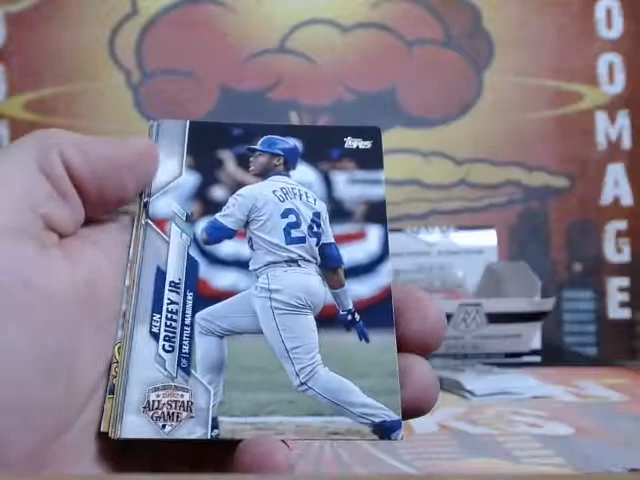 Topps
GRIFFEY
24
KEN
GRIFFEY JR.
OF | SEATTLE MARINERS
ALL-STAR
GAME
OOMAGE